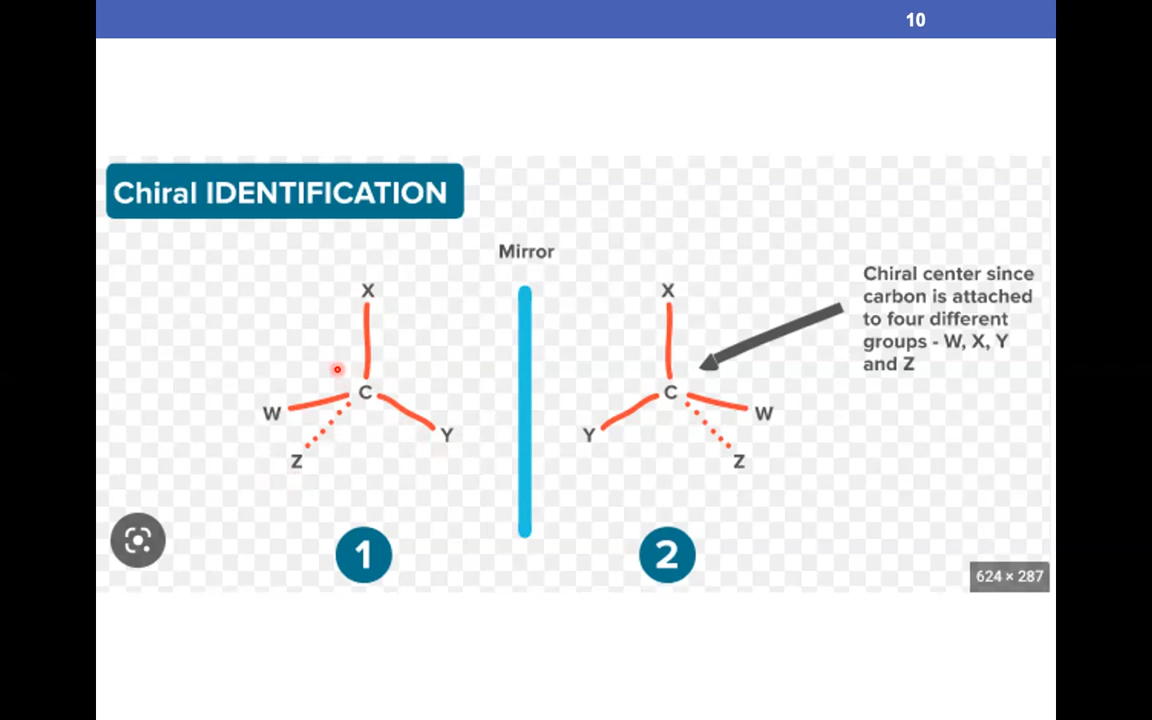 10
Chiral IDENTIFICATION
Mirror
X
C
W
Z
Y
X
C
Y
W
Z
Chiral center since
carbon is attached
to four different
groups - W, X, Y
and Z
1
2
624 × 287